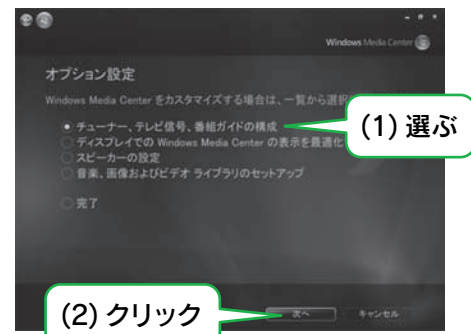 Windows Media Center
オプション設定
Windows Media Center をカスタマイズする場合は、一覧から選択
チューナー、テレビ信号、番組ガイドの構成
(1) 選ぶ
ディスプレイでの Windows Media Center の表示を最適化
スピーカーの設定
音楽、画像およびビデオ ライブラリのセットアップ
完了
(2) クリック
次へ
キャンセル